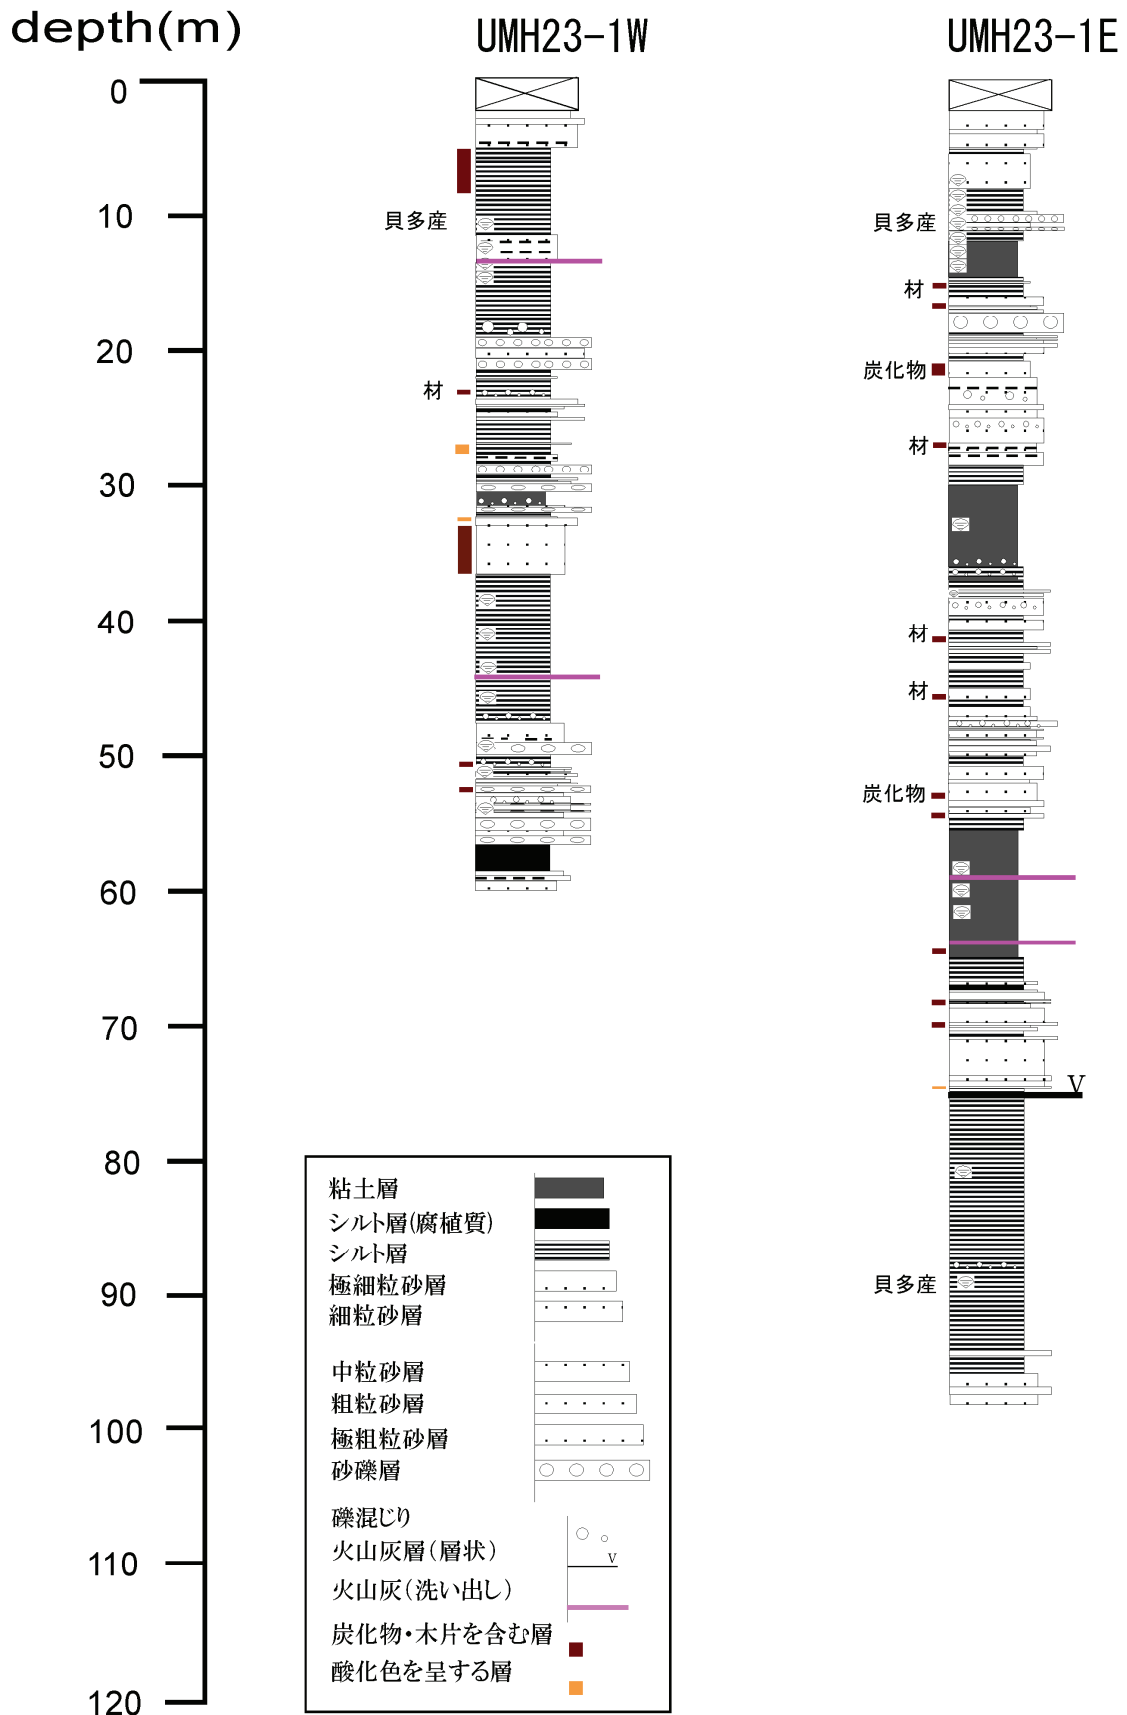 depth(m)
UMH23-1W
UMH23-1E
0
10
20
30
40
50
60
70
80
90
100
110
120
貝多産
材
貝多産
材
炭化物
材
材
材
炭化物
V
貝多産
粘土層
シルト層(腐植質)
シルト層
極細粒砂層
細粒砂層
中粒砂層
粗粒砂層
極粗粒砂層
砂礫層
礫混じり
火山灰層(層状)
V
火山灰(洗い出し)
炭化物・木片を含む層
酸化色を呈する層